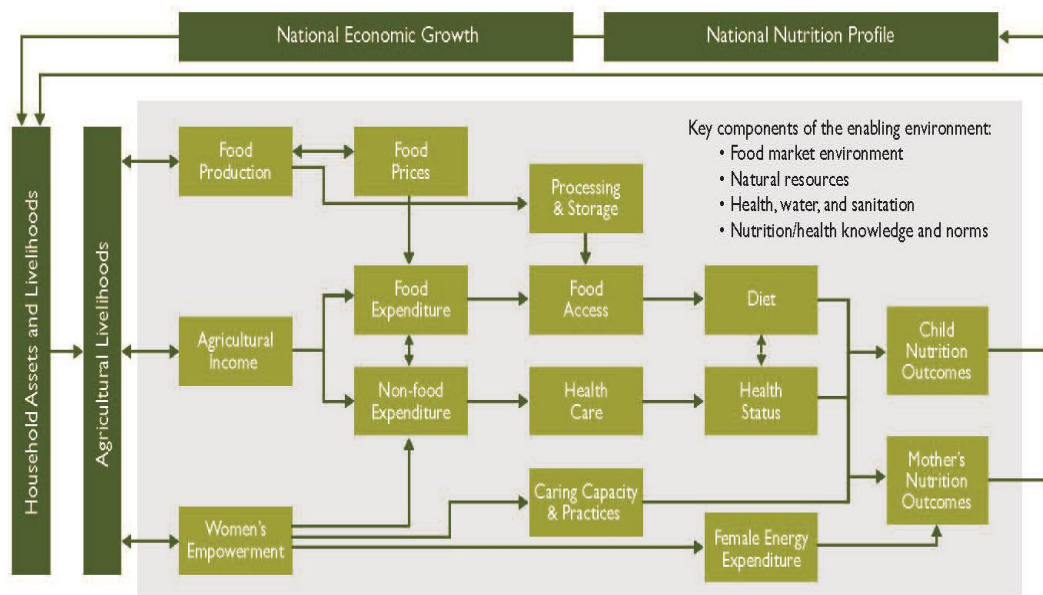 National Economic Growth
National Nutrition Profile
Household Assets and Livelihoods
Agricultural Livelihoods
Key components of the enabling environment:
• Food market environment
• Natural resources
• Health, water, and sanitation
• Nutrition/health knowledge and norms
Food
Production
Food
Prices
Processing
& Storage
Food
Expenditure
Food
Access
Diet
Agricultural
Income
Child
Nutrition
Outcomes
Non-food
Expenditure
Health
Care
Health
Status
Women's
Empowerment
Caring Capacity
& Practices
Female Energy
Expenditure
Mother's
Nutrition
Outcomes